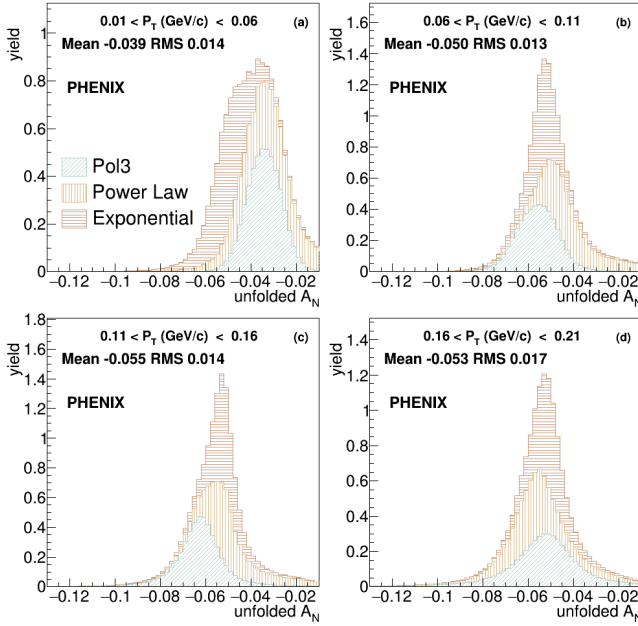 0.01 < P_T (GeV/c) < 0.06 (a)
Mean -0.039 RMS 0.014
PHENIX
Pol3
Power Law
Exponential
yield
1
0.8
0.6
0.4
0.2
0
−0.12 −0.1 −0.08 −0.06 −0.04 −0.02
unfolded A_N
0.06 < P_T (GeV/c) < 0.11 (b)
Mean -0.050 RMS 0.013
PHENIX
yield
1.6
1.4
1.2
1
0.8
0.6
0.4
0.2
0
−0.12 −0.1 −0.08 −0.06 −0.04 −0.02
unfolded A_N
0.11 < P_T (GeV/c) < 0.16 (c)
Mean -0.055 RMS 0.014
PHENIX
yield
1.8
1.6
1.4
1.2
1
0.8
0.6
0.4
0.2
0
−0.12 −0.1 −0.08 −0.06 −0.04 −0.02
unfolded A_N
0.16 < P_T (GeV/c) < 0.21 (d)
Mean -0.053 RMS 0.017
PHENIX
yield
1.4
1.2
1
0.8
0.6
0.4
0.2
0
−0.12 −0.1 −0.08 −0.06 −0.04 −0.02
unfolded A_N